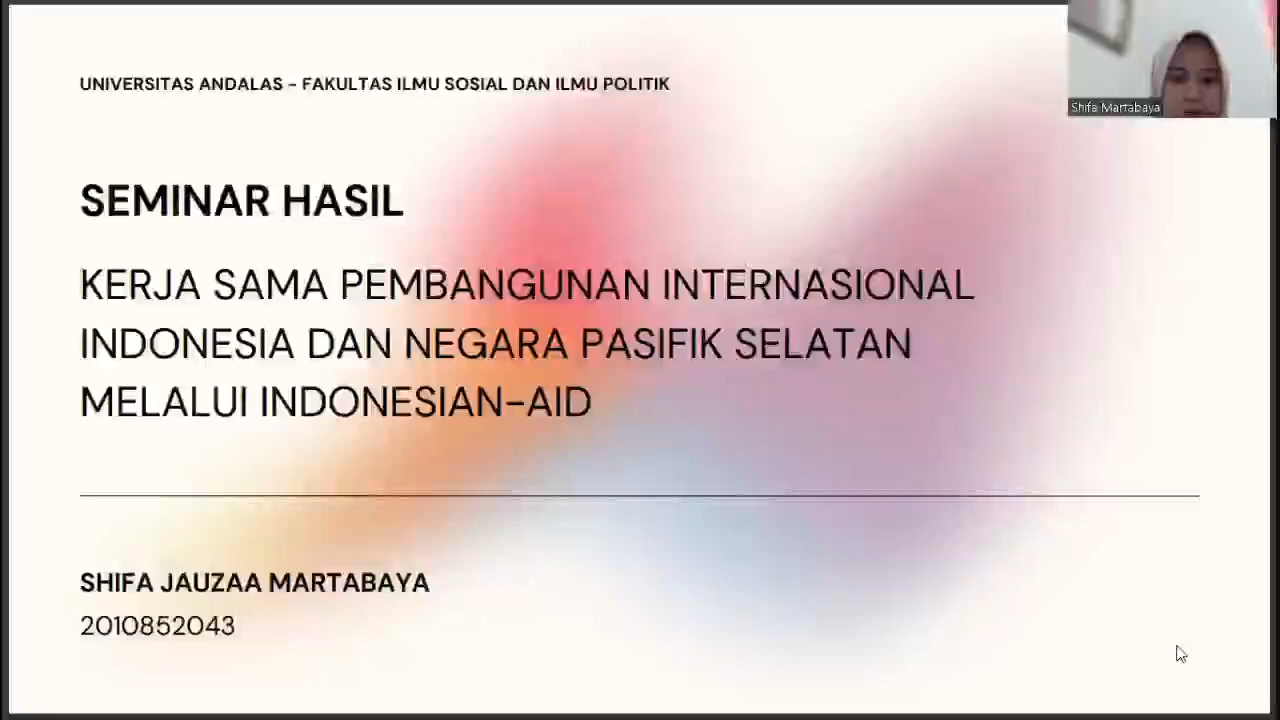 UNIVERSITAS ANDALAS - FAKULTAS ILMU SOSIAL DAN ILMU POLITIK
Shifa Martabaya
SEMINAR HASIL
KERJA SAMA PEMBANGUNAN INTERNASIONAL
INDONESIA DAN NEGARA PASIFIK SELATAN
MELALUI INDONESIAN-AID
SHIFA JAUZAA MARTABAYA
2010852043